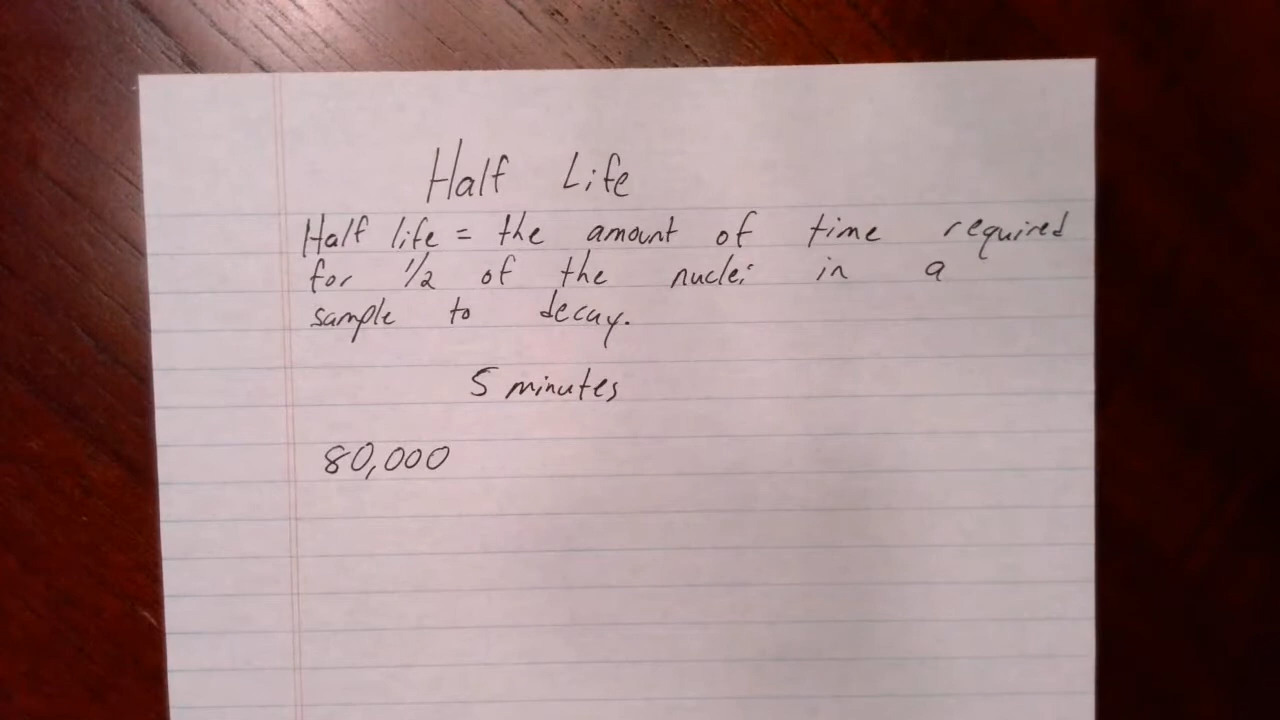 Half Life
Half life = the amount of time required
for 1/2 of the nuclei in a
sample to decay.
5 minutes
80,000